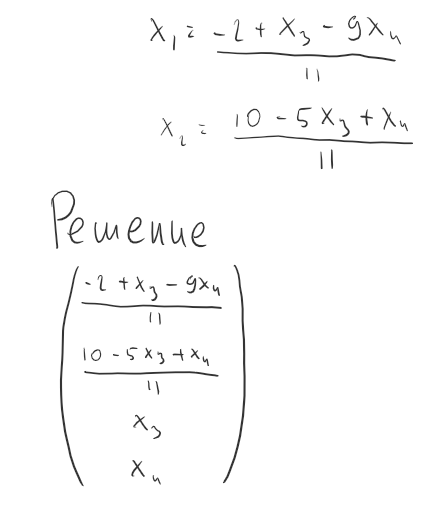 x₁ = (-2 + x₃ - 9x₄)/11
x₂ = (10 - 5x₃ + x₄)/11
Решение
(-2 + x₃ - 9x₄)/11
(10 - 5x₃ + x₄)/11
x₃
x₄